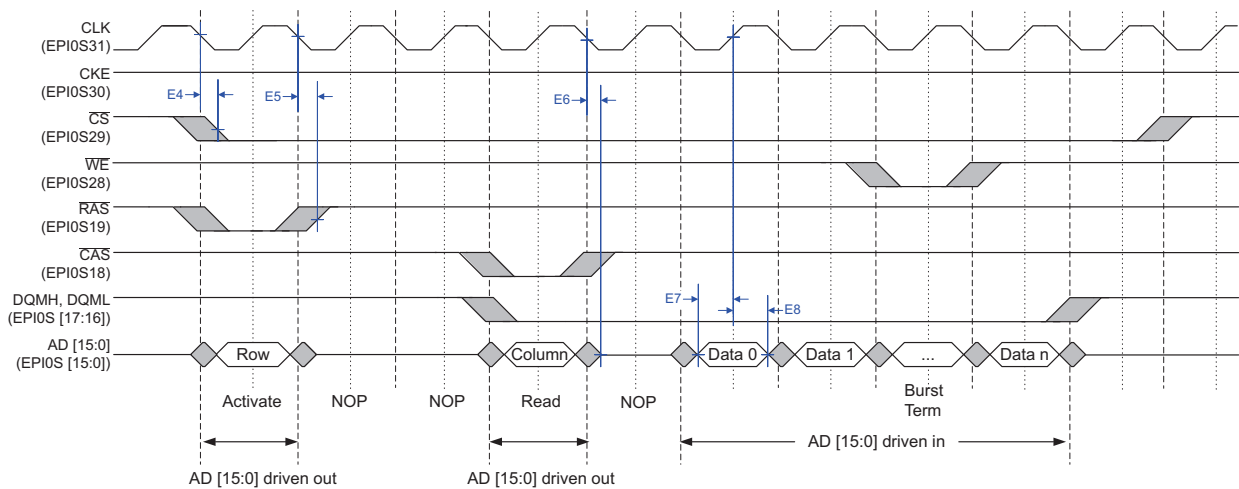 CLK
(EPI0S31)
CKE
(EPI0S30)
E4
E5
E6
CS
(EPI0S29)
WE
(EPI0S28)
RAS
(EPI0S19)
CAS
(EPI0S18)
DQMH, DQML
(EPI0S [17:16])
E7
E8
AD [15:0]
(EPI0S [15:0])
Row
Column
Data 0
Data 1
...
Data n
Activate
NOP
NOP
Read
NOP
Burst
Term
AD [15:0] driven in
AD [15:0] driven out
AD [15:0] driven out